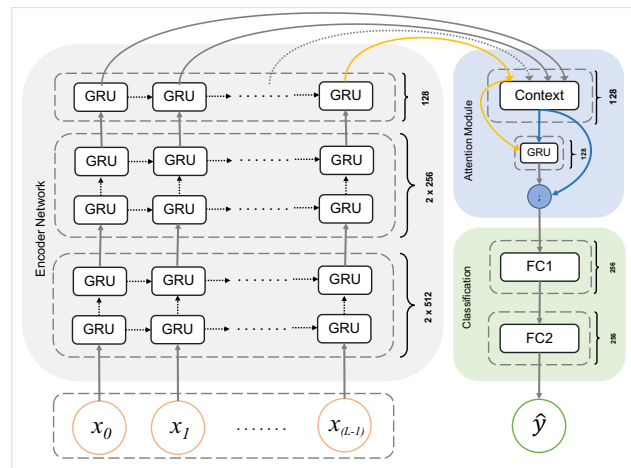 Encoder Network
GRU GRU . . . . . . . GRU
128
GRU GRU . . . . . . . GRU
GRU GRU . . . . . . . GRU
2 x 256
GRU GRU . . . . . . . GRU
GRU GRU . . . . . . . GRU
2 x 512
x0 x1 ....... x(L-1)
Attention Module
Context
128
GRU
128
;
Classification
FC1
256
FC2
256
ŷ